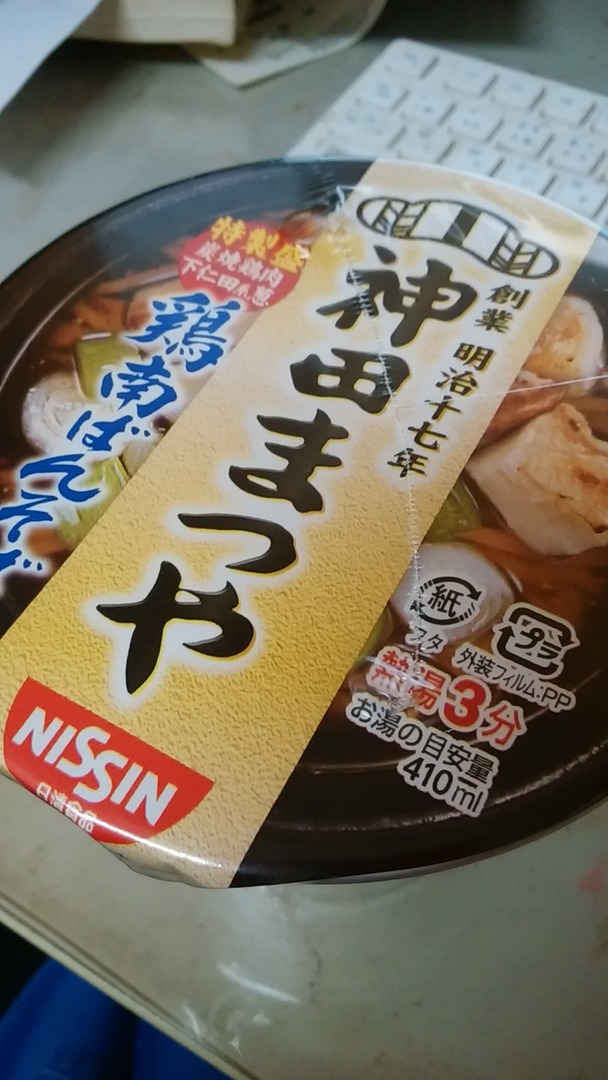 創業 明治十七年
神田まつや
特製盛
炭焼鶏肉
下仁田ねぎ
鶏南ばんそば
紙
フタ
プラ
外装フィルム:PP
熱湯3分
お湯の目安量
410ml
NISSIN
日清食品